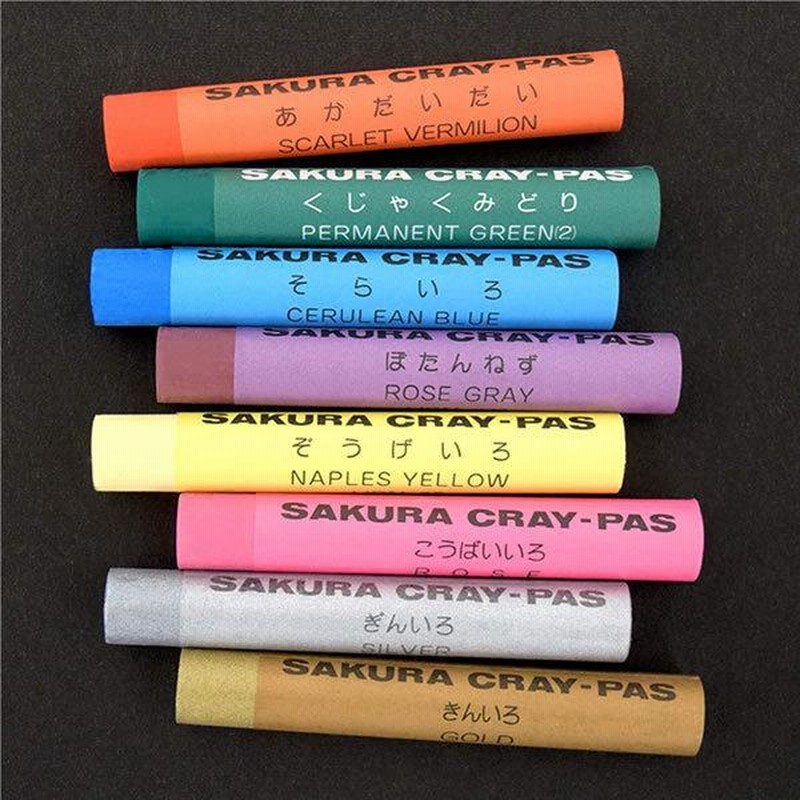 SAKURA CRAY-PAS
あかだいだい
SCARLET VERMILION
SAKURA CRAY-PAS
くじゃくみどり
PERMANENT GREEN(2)
SAKURA CRAY-PAS
そらいろ
CERULEAN BLUE
SAKURA CRAY-PAS
ぼたんねず
ROSE GRAY
SAKURA CRAY-PAS
ぞうげいろ
NAPLES YELLOW
SAKURA CRAY-PAS
こうばいいろ
ROSE
SAKURA CRAY-PAS
ぎんいろ
SILVER
SAKURA CRAY-PAS
きんいろ
GOLD